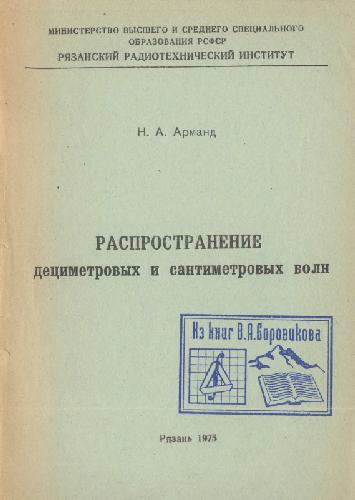 МИНИСТЕРСТВО ВЫСШЕГО И СРЕДНЕГО СПЕЦИАЛЬНОГО
ОБРАЗОВАНИЯ РСФСР
РЯЗАНСКИЙ РАДИОТЕХНИЧЕСКИЙ ИНСТИТУТ
Н. А. Арманд
РАСПРОСТРАНЕНИЕ
дециметровых и сантиметровых волн
Из книг В.А.Боровикова
Рязань 1975